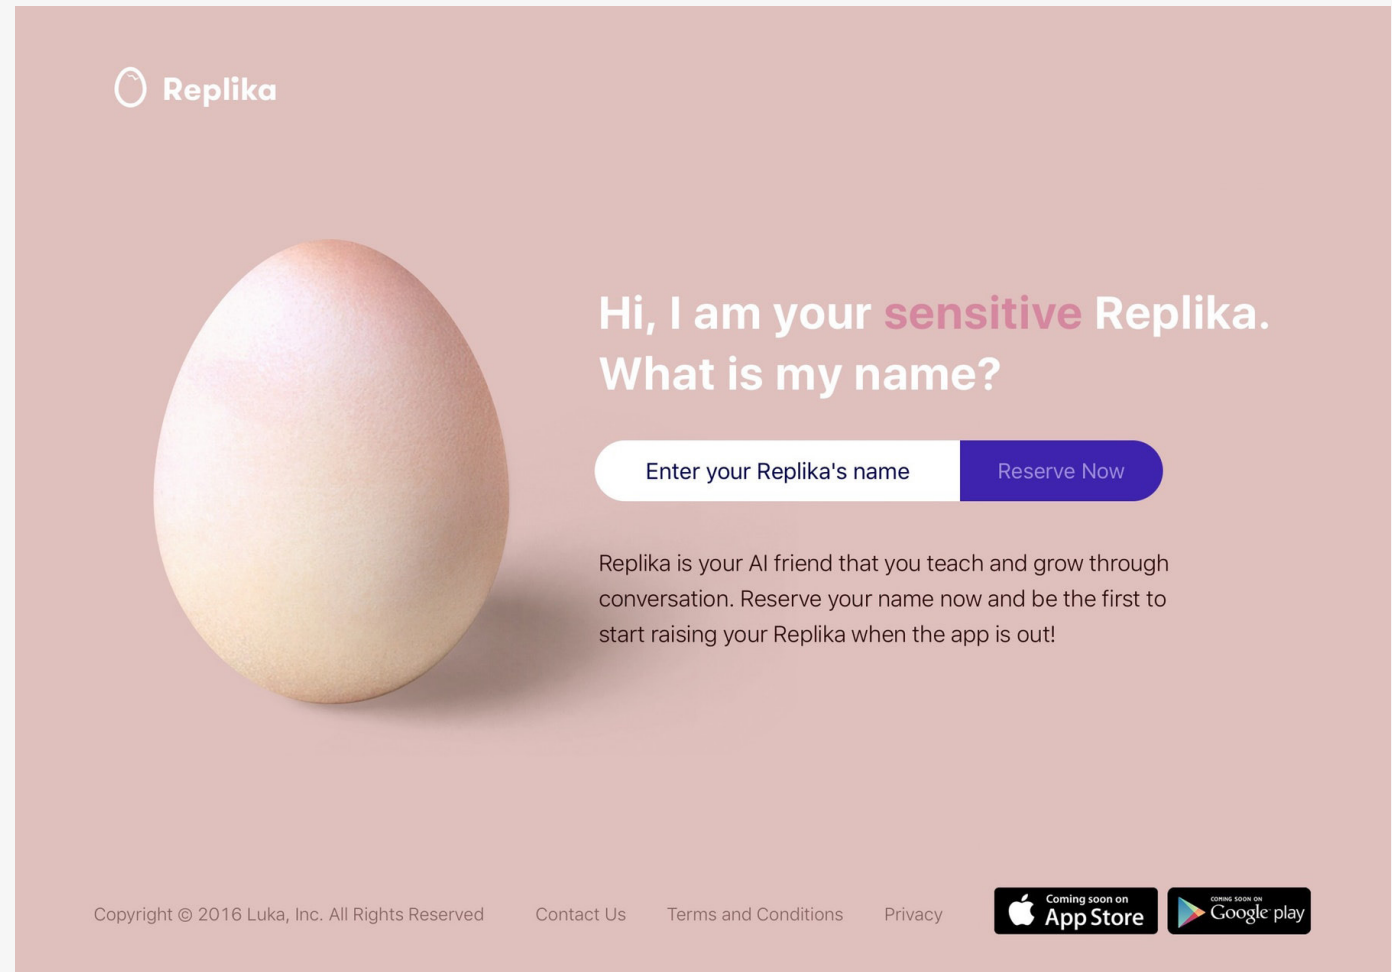 Replika
Hi, I am your sensitive Replika.
What is my name?
Enter your Replika's name
Reserve Now
Replika is your AI friend that you teach and grow through
conversation. Reserve your name now and be the first to
start raising your Replika when the app is out!
Copyright © 2016 Luka, Inc. All Rights Reserved
Contact Us
Terms and Conditions
Privacy
Coming soon on
App Store
COMING SOON ON
Google play